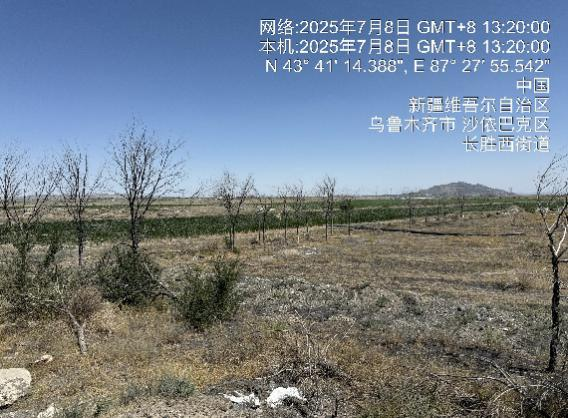 网络:2025年7月8日 GMT+8 13:20:00
本机:2025年7月8日 GMT+8 13:20:00
N 43° 41' 14.388", E 87° 27' 55.542"
中国
新疆维吾尔自治区
乌鲁木齐市 沙依巴克区
长胜西街道